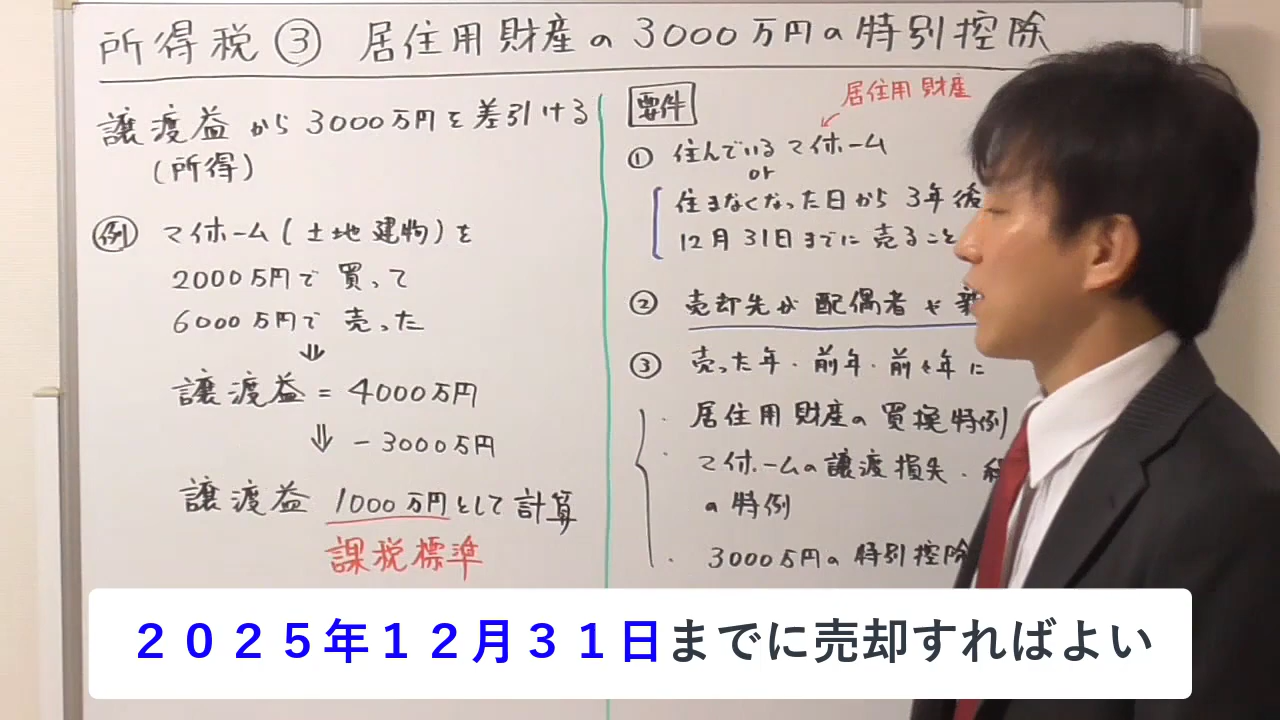 所得税③ 居住用財産の3000万円の特別控除
譲渡益から3000万円を差引ける
(所得)
例 マイホーム(土地建物)を
2000万円で買って
6000万円で売った
⇓
譲渡益=4000万円
⇓ -3000万円
譲渡益 1000万円として計算
課税標準
要件
居住用財産
① 住んでいるマイホーム
or
住まなくなった日から3年後
12月31日までに売ること
② 売却先が配偶者や
③ 売った年・前年・前々年に
・居住用財産の買換特例
・マイホームの譲渡損失・
の特例
・3000万円の特別控除
２０２５年１２月３１日までに売却すればよい